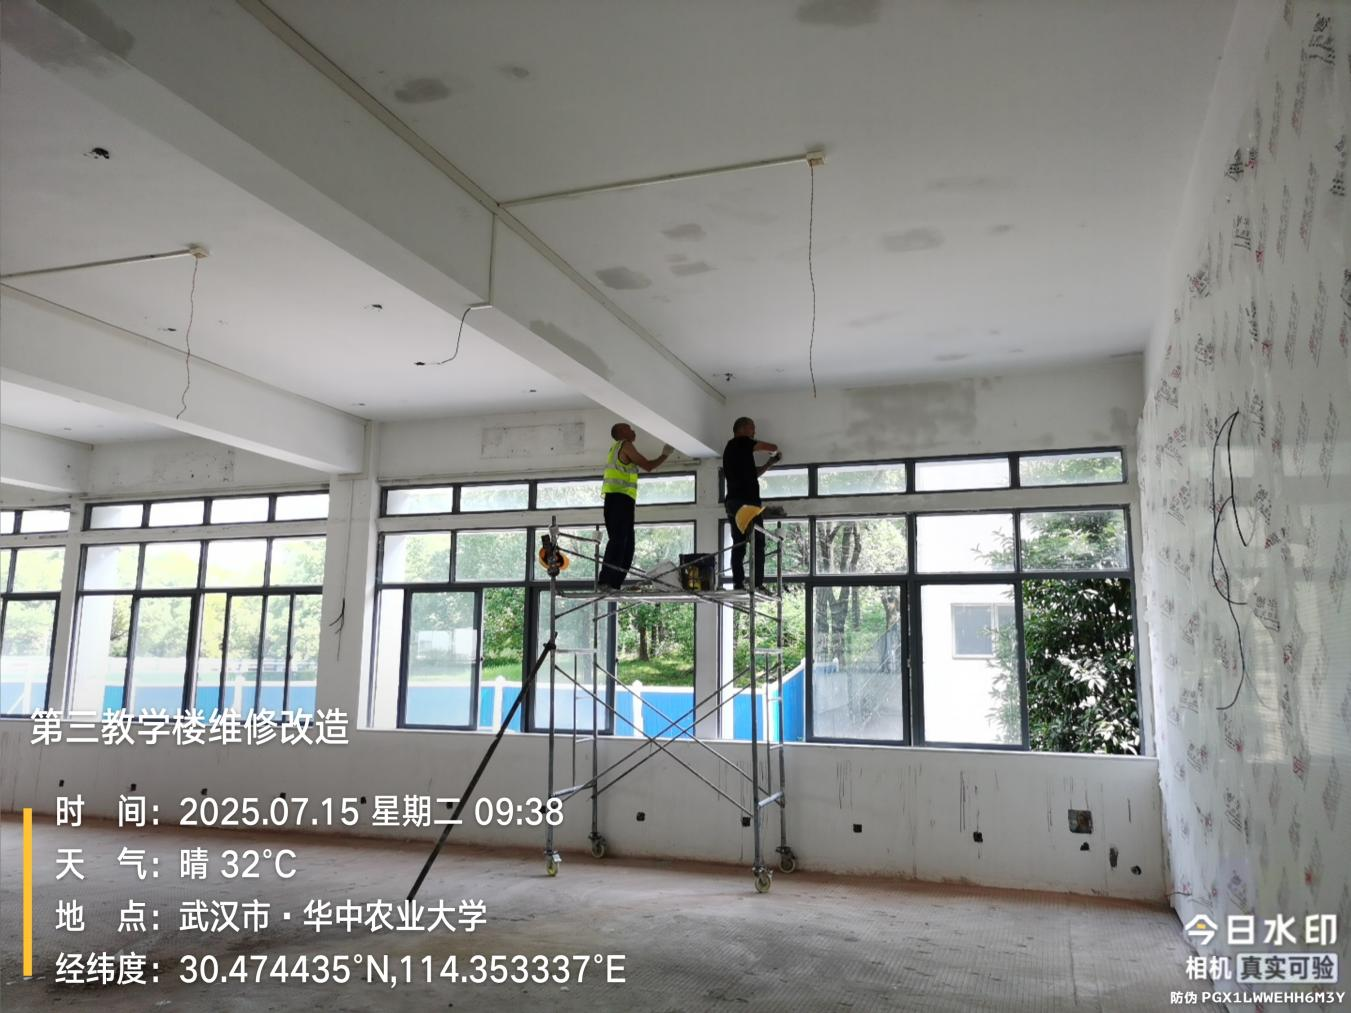 第三教学楼维修改造
时 间：2025.07.15 星期二 09:38
天 气：晴 32°C
地 点：武汉市·华中农业大学
经纬度：30.474435°N,114.353337°E
今日水印
相机 真实可验
防伪 PGX1LWWEHH6M3Y